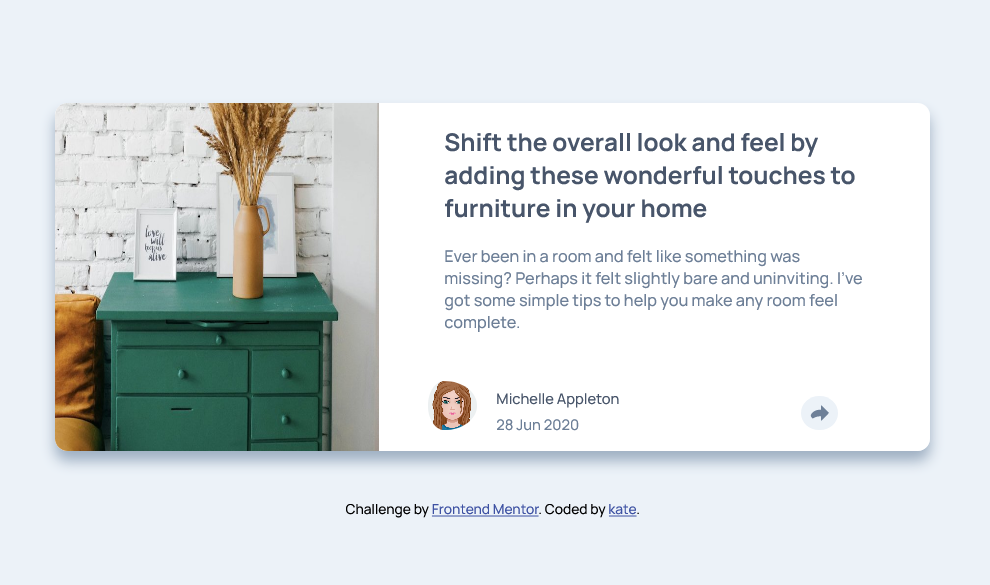 love
will
keep us
alive
Shift the overall look and feel by
adding these wonderful touches to
furniture in your home
Ever been in a room and felt like something was
missing? Perhaps it felt slightly bare and uninviting. I've
got some simple tips to help you make any room feel
complete.
Michelle Appleton
28 Jun 2020
Challenge by Frontend Mentor. Coded by kate.